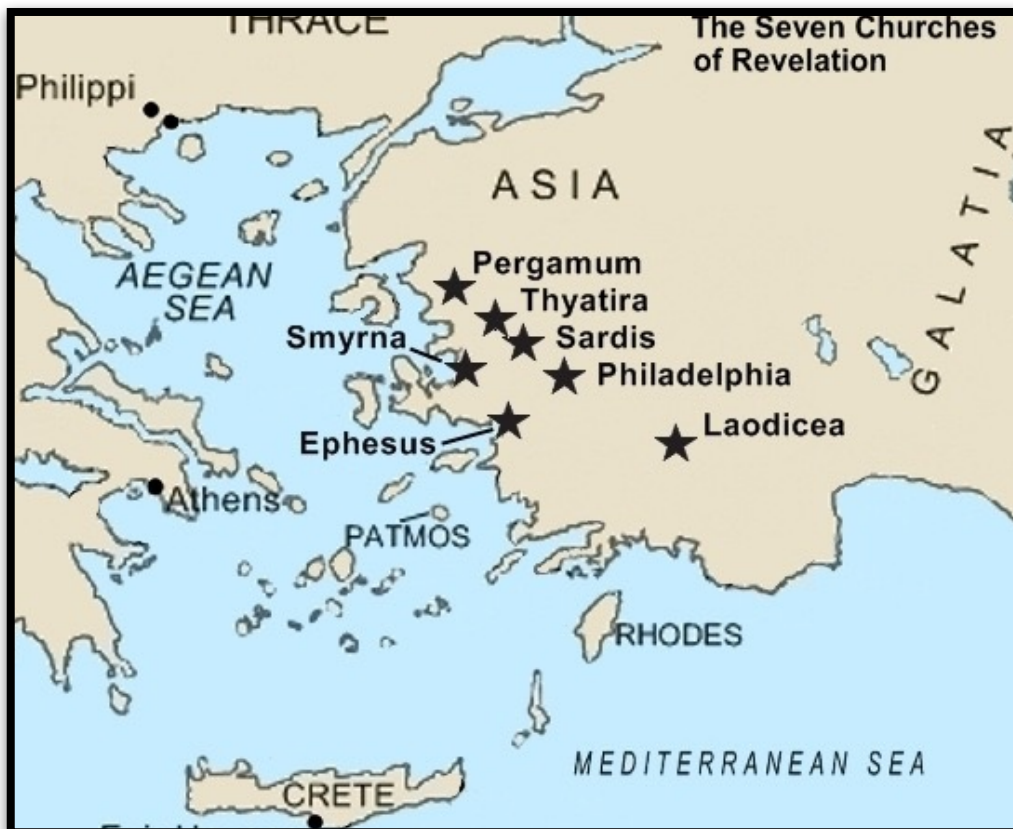 THRACE
The Seven Churches
of Revelation
Philippi
ASIA
GALATIA
AEGEAN
SEA
Pergamum
Thyatira
Smyrna
Sardis
Philadelphia
Ephesus
Laodicea
Athens
PATMOS
RHODES
MEDITERRANEAN SEA
CRETE